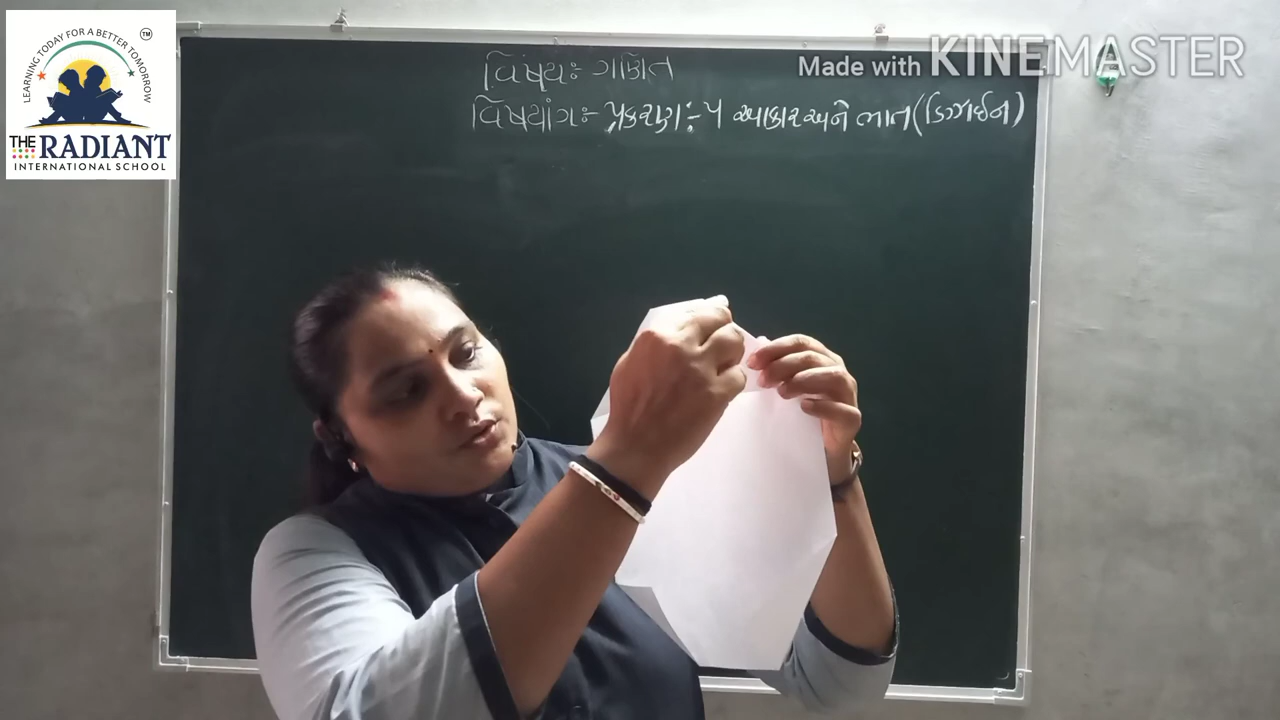 LEARNING TODAY FOR A BETTER TOMORROW
TM
THE RADIANT
INTERNATIONAL SCHOOL
Made with KINEMASTER
વિષય: ગણિત
વિષયાંગ:- પ્રકરણ:- ૫ આકાર અને ભાત (ડિઝાઈન)